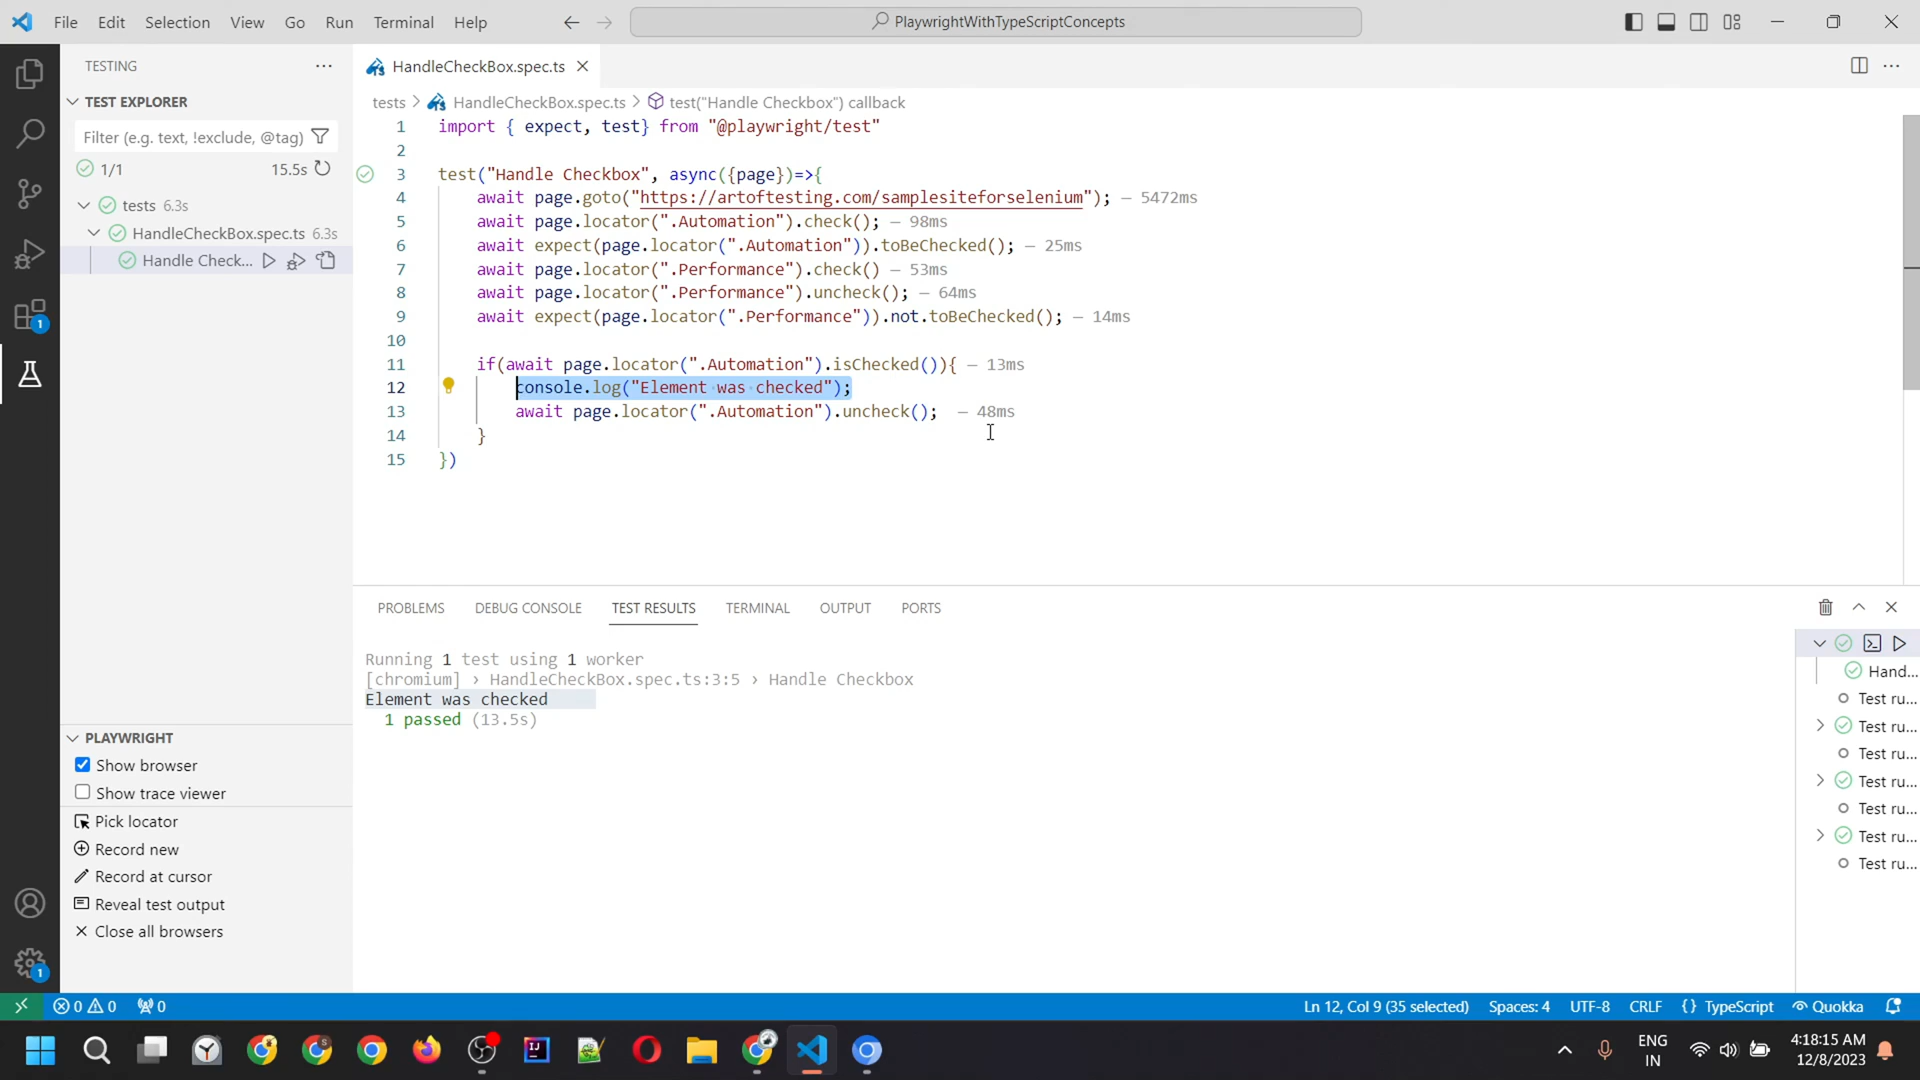 File Edit Selection View Go Run Terminal Help
PlaywrightWithTypeScriptConcepts
TESTING
HandleCheckBox.spec.ts
TEST EXPLORER
tests > HandleCheckBox.spec.ts > test("Handle Checkbox") callback
Filter (e.g. text, !exclude, @tag)
1/1 15.5s
tests 6.3s
HandleCheckBox.spec.ts 6.3s
Handle Check...
1 import { expect, test} from "@playwright/test"
2
3 test("Handle Checkbox", async({page})=>{
4 await page.goto("https://artoftesting.com/samplesiteforselenium"); — 5472ms
5 await page.locator(".Automation").check(); — 98ms
6 await expect(page.locator(".Automation")).toBeChecked(); — 25ms
7 await page.locator(".Performance").check() — 53ms
8 await page.locator(".Performance").uncheck(); — 64ms
9 await expect(page.locator(".Performance")).not.toBeChecked(); — 14ms
10
11 if(await page.locator(".Automation").isChecked()){ — 13ms
12 console.log("Element·was·checked");
13 await page.locator(".Automation").uncheck(); — 48ms
14 }
15 })
1
PROBLEMS DEBUG CONSOLE TEST RESULTS TERMINAL OUTPUT PORTS
Running 1 test using 1 worker
[chromium] › HandleCheckBox.spec.ts:3:5 › Handle Checkbox
Element was checked
1 passed (13.5s)
Hand...
Test ru...
Test ru...
Test ru...
Test ru...
Test ru...
Test ru...
Test ru...
PLAYWRIGHT
Show browser
Show trace viewer
Pick locator
Record new
Record at cursor
Reveal test output
Close all browsers
1
0 0 0
Ln 12, Col 9 (35 selected) Spaces: 4 UTF-8 CRLF {} TypeScript Quokka
S
IJ
ENG
IN
4:18:15 AM
12/8/2023